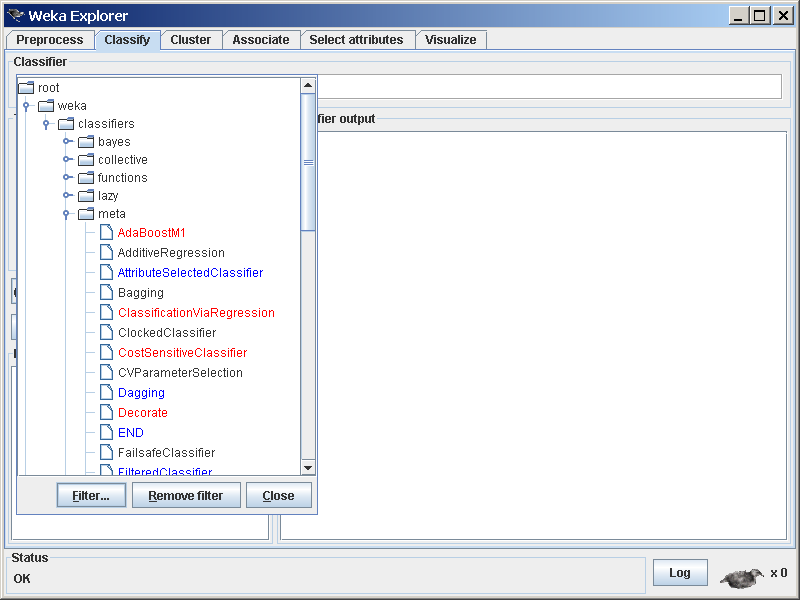 Weka Explorer
Preprocess Classify Cluster Associate Select attributes Visualize
Classifier
root
weka
fier output
classifiers
bayes
collective
functions
lazy
meta
AdaBoostM1
AdditiveRegression
AttributeSelectedClassifier
Bagging
ClassificationViaRegression
ClockedClassifier
CostSensitiveClassifier
CVParameterSelection
Dagging
Decorate
END
FailsafeClassifier
FilteredClassifier
Filter... Remove filter Close
Status
OK
Log x 0